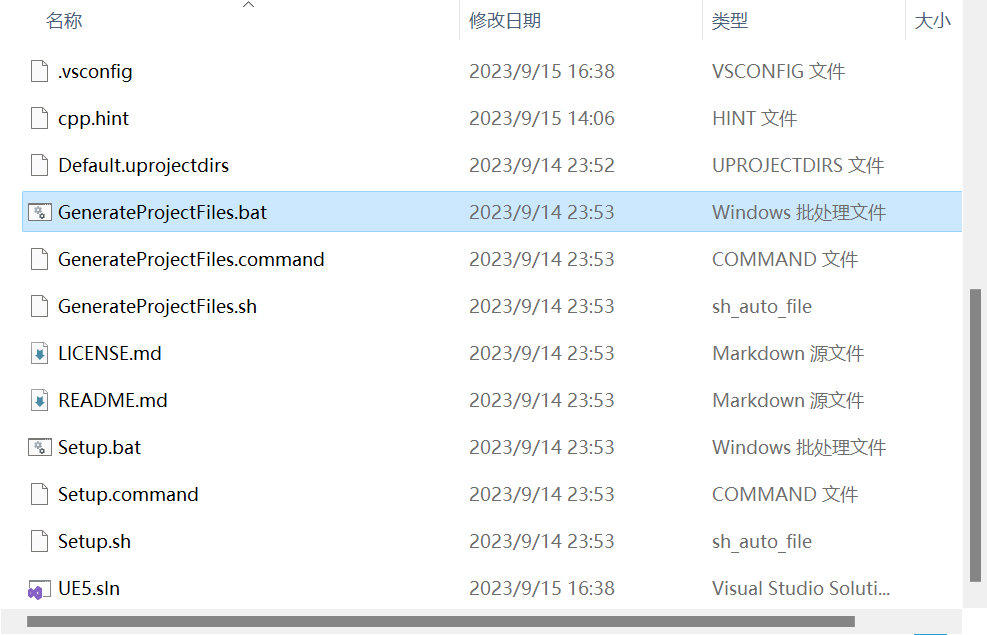 名称 修改日期 类型 大小
.vsconfig 2023/9/15 16:38 VSCONFIG 文件
cpp.hint 2023/9/15 14:06 HINT 文件
Default.uprojectdirs 2023/9/14 23:52 UPROJECTDIRS 文件
GenerateProjectFiles.bat 2023/9/14 23:53 Windows 批处理文件
GenerateProjectFiles.command 2023/9/14 23:53 COMMAND 文件
GenerateProjectFiles.sh 2023/9/14 23:53 sh_auto_file
LICENSE.md 2023/9/14 23:53 Markdown 源文件
README.md 2023/9/14 23:53 Markdown 源文件
Setup.bat 2023/9/14 23:53 Windows 批处理文件
Setup.command 2023/9/14 23:53 COMMAND 文件
Setup.sh 2023/9/14 23:53 sh_auto_file
UE5.sln 2023/9/15 16:38 Visual Studio Soluti...